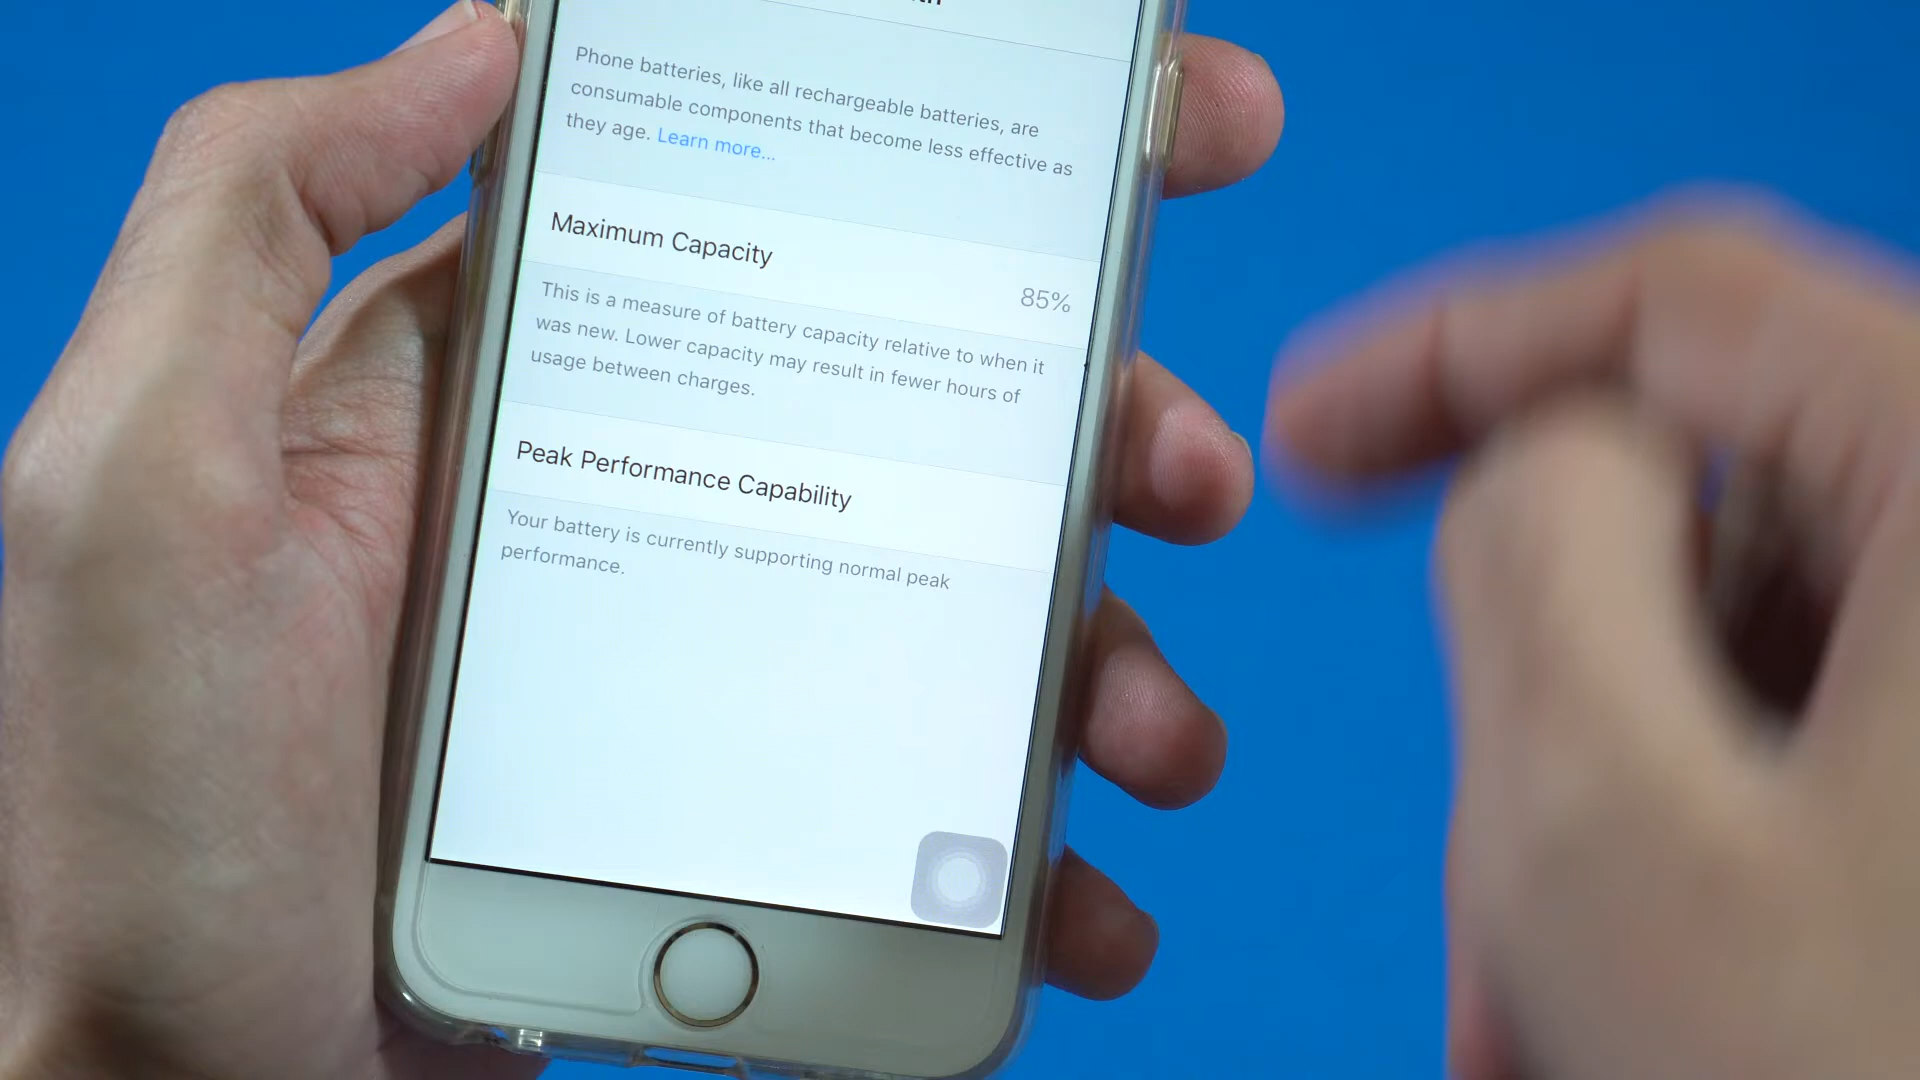 Phone batteries, like all rechargeable batteries, are
consumable components that become less effective as
they age. Learn more...
Maximum Capacity
85%
This is a measure of battery capacity relative to when it
was new. Lower capacity may result in fewer hours of
usage between charges.
Peak Performance Capability
Your battery is currently supporting normal peak
performance.